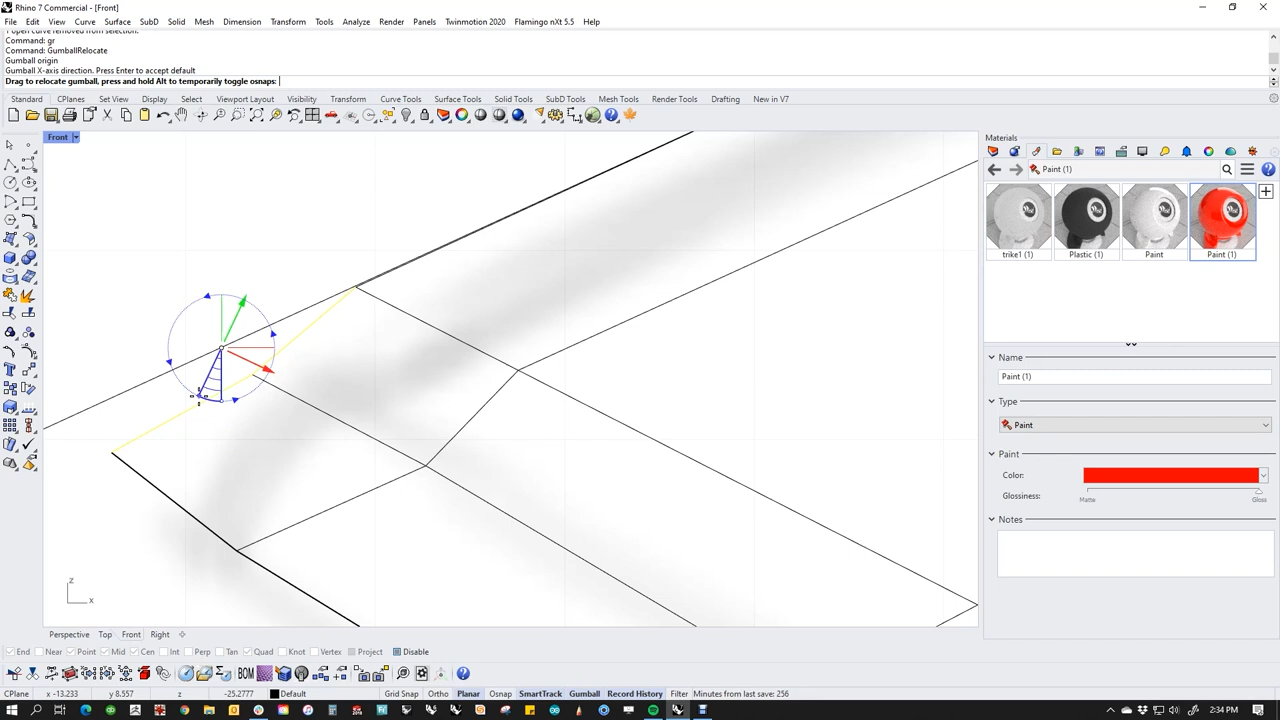 Rhino 7 Commercial - [Front]
File Edit View Curve Surface SubD Solid Mesh Dimension Transform Tools Analyze Render Panels Twinmotion 2020 Flamingo nXt 5.5 Help
1 open curve removed from selection.
Command: gr
Command: GumballRelocate
Gumball origin
Gumball X-axis direction. Press Enter to accept default
Drag to relocate gumball, press and hold Alt to temporarily toggle osnaps:
Standard CPlanes Set View Display Select Viewport Layout Visibility Transform Curve Tools Surface Tools Solid Tools SubD Tools Mesh Tools Render Tools Drafting New in V7
Front
Materials
Paint (1)
trike1 (1) Plastic (1) Paint Paint (1)
Name
Paint (1)
Type
Paint
Paint
Color:
Glossiness:
Matte Gloss
Notes
z
x
Perspective Top Front Right
End Near Point Mid Cen Int Perp Tan Quad Knot Vertex Project Disable
BOM
CPlane x -13.233 y 8.557 z -25.2777 Default Grid Snap Ortho Planar Osnap SmartTrack Gumball Record History Filter Minutes from last save: 256
2:34 PM